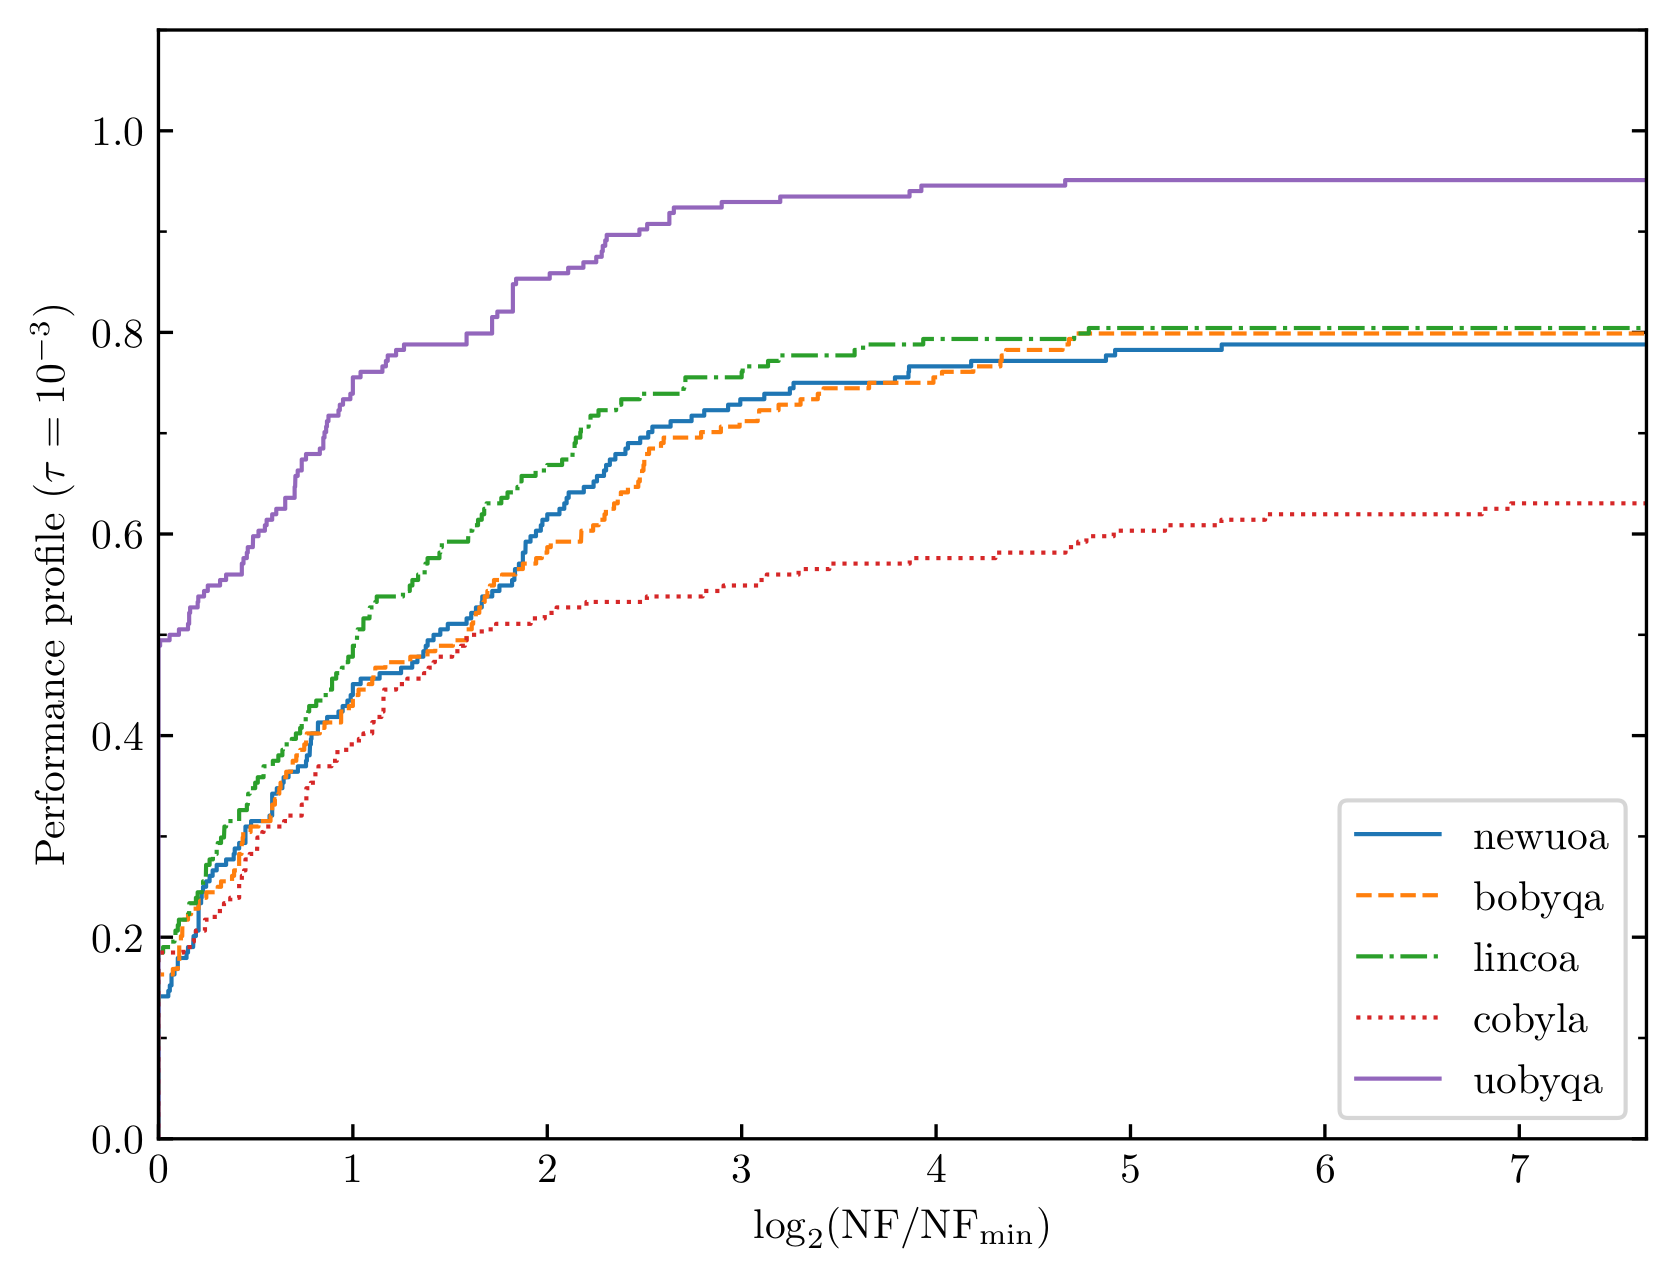 Performance profile (τ = 10⁻³)
1.0
0.8
0.6
0.4
0.2
0.0
0 1 2 3 4 5 6 7
log₂(NF/NFₘᵢₙ)
newuoa
bobyqa
lincoa
cobyla
uobyqa